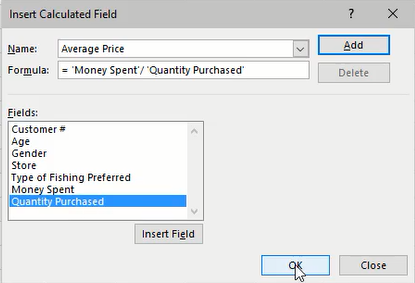 Insert Calculated Field ? ×
Name: Average Price Add
Formula: = 'Money Spent'/ 'Quantity Purchased' Delete
Fields:
Customer #
Age
Gender
Store
Type of Fishing Preferred
Money Spent
Quantity Purchased
Insert Field
OK Close